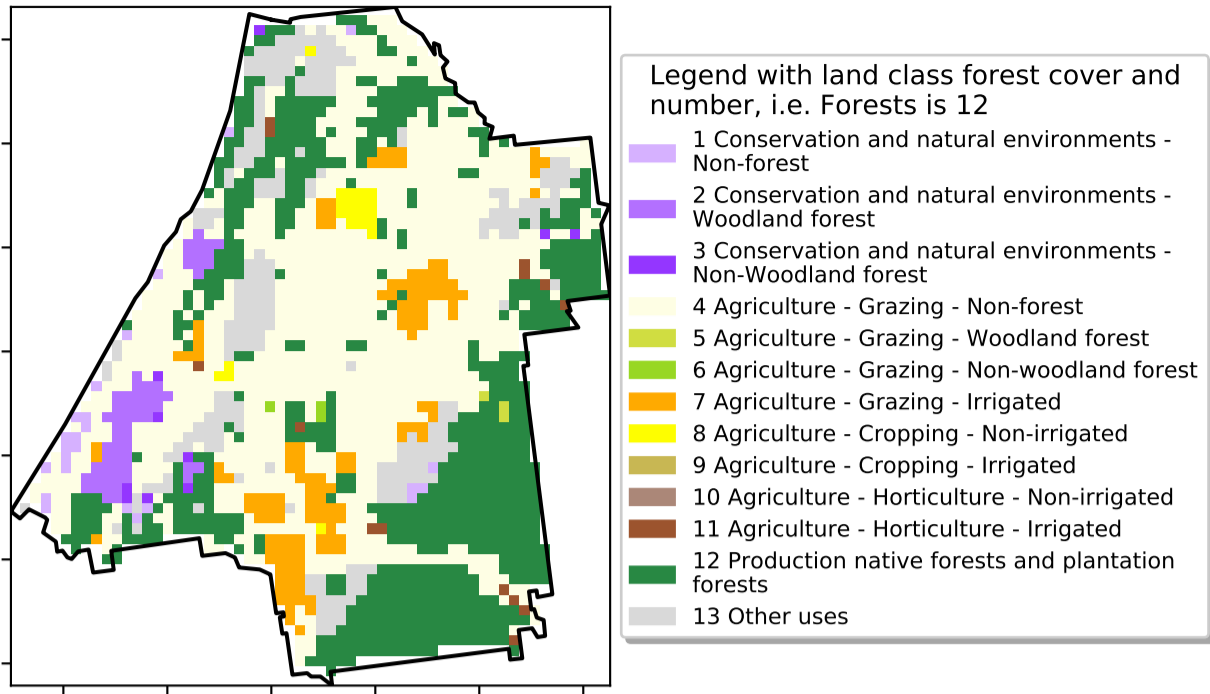 Legend with land class forest cover and
number, i.e. Forests is 12
1 Conservation and natural environments -
Non-forest
2 Conservation and natural environments -
Woodland forest
3 Conservation and natural environments -
Non-Woodland forest
4 Agriculture - Grazing - Non-forest
5 Agriculture - Grazing - Woodland forest
6 Agriculture - Grazing - Non-woodland forest
7 Agriculture - Grazing - Irrigated
8 Agriculture - Cropping - Non-irrigated
9 Agriculture - Cropping - Irrigated
10 Agriculture - Horticulture - Non-irrigated
11 Agriculture - Horticulture - Irrigated
12 Production native forests and plantation
forests
13 Other uses